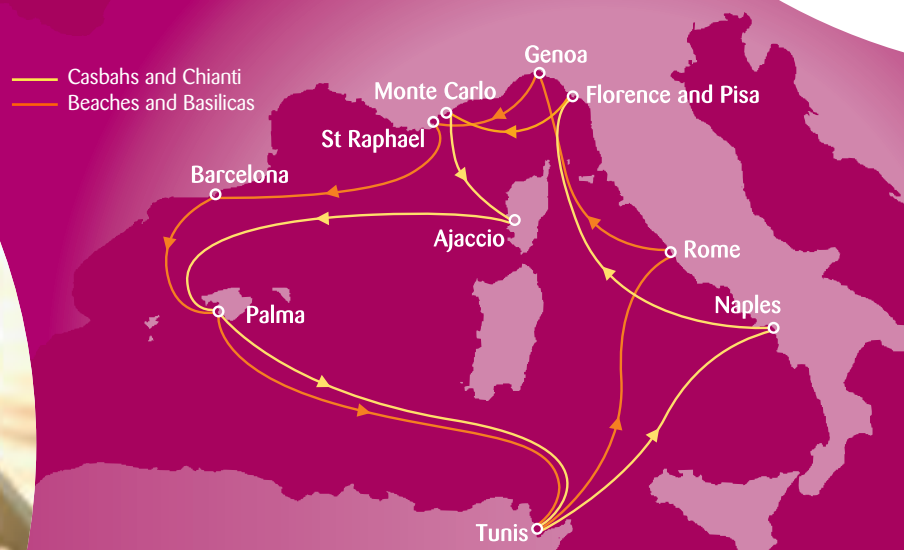 Casbahs and Chianti
Beaches and Basilicas
Genoa
Monte Carlo
Florence and Pisa
St Raphael
Barcelona
Ajaccio
Rome
Palma
Naples
Tunis